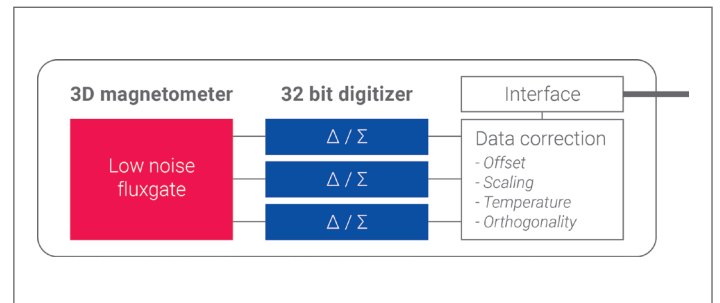 3D magnetometer
32 bit digitizer
Interface
Low noise
fluxgate
Δ / Σ
Δ / Σ
Δ / Σ
Data correction
- Offset
- Scaling
- Temperature
- Orthogonality